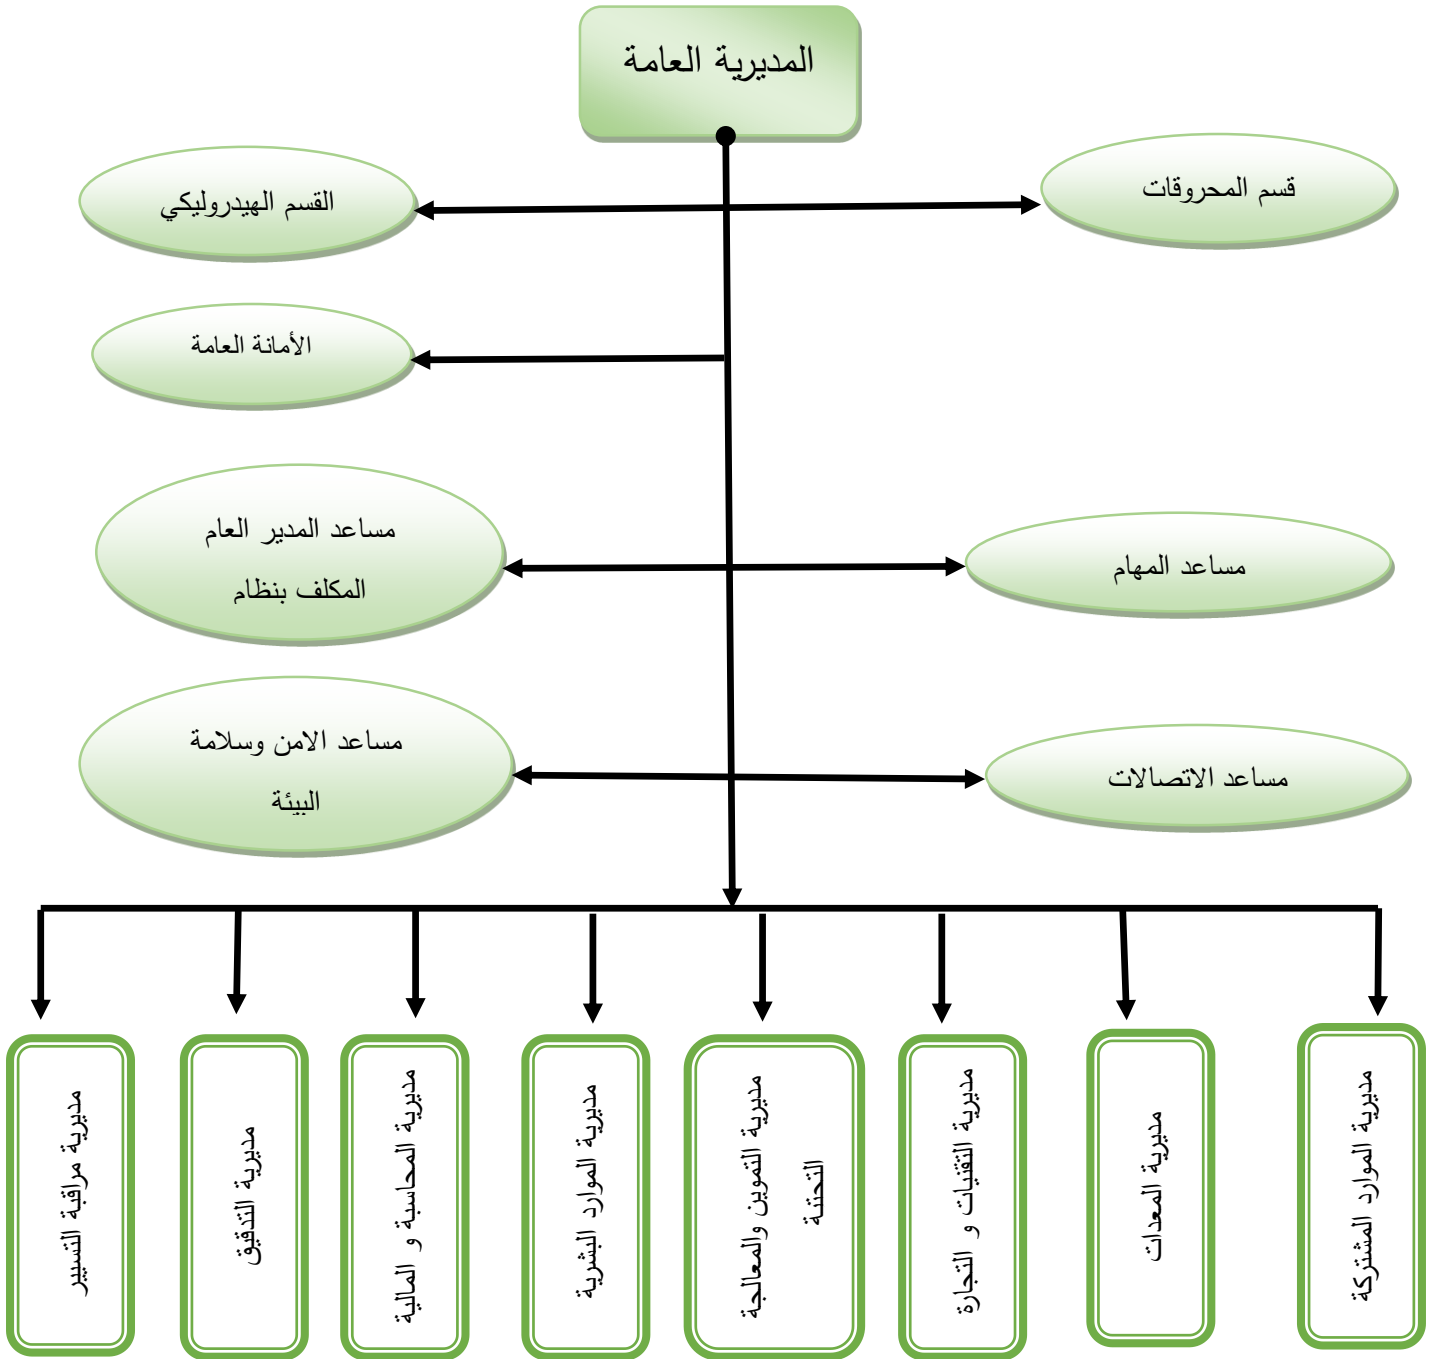 المديرية العامة
قسم المحروقات
القسم الهيدروليكي
الأمانة العامة
مساعد المدير العام
المكلف بنظام
مساعد المهام
مساعد الامن وسلامة
البيئة
مساعد الاتصالات
مديرية الموارد المشتركة
مديرية المعدات
مديرية التقنيات و التجارة
مديرية التموين والمعالجة
مديرية الموارد البشرية
مديرية المحاسبة و المالية
مديرية التدقيق
مديرية مراقبة التسيير